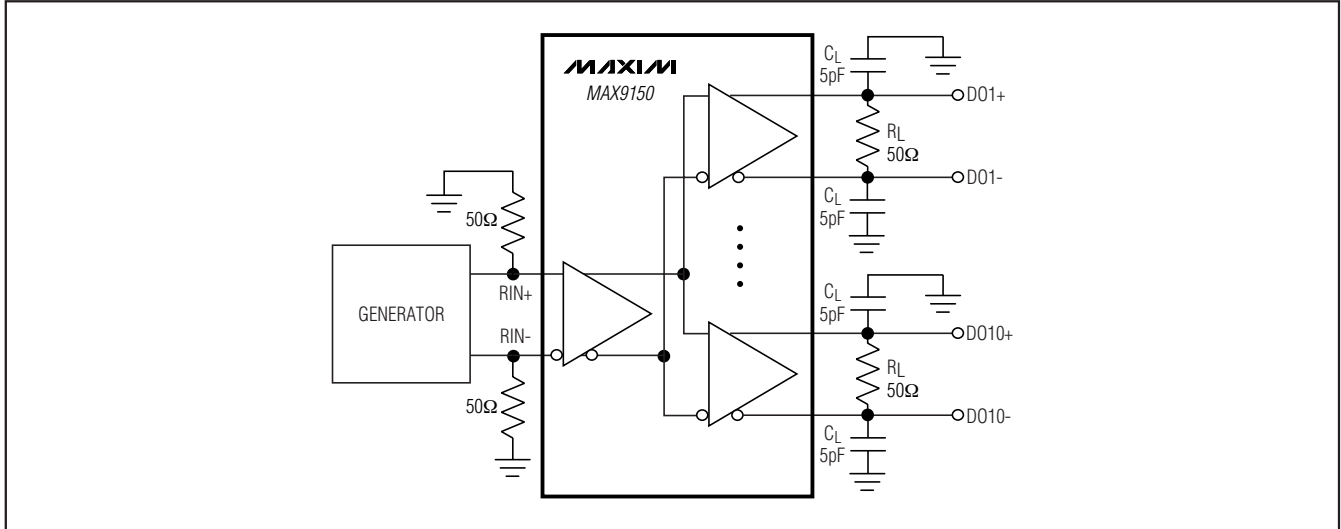 MAXIM
MAX9150
CL
5pF
DO1+
RL
50Ω
DO1-
CL
5pF
50Ω
GENERATOR
RIN+
RIN-
50Ω
CL
5pF
DO10+
RL
50Ω
DO10-
CL
5pF